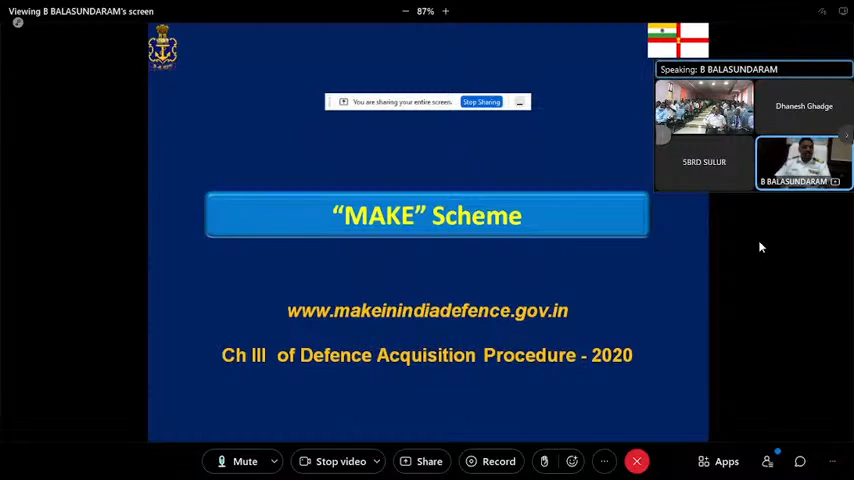 Viewing B BALASUNDARAM's screen
87%
Speaking: B BALASUNDARAM
You are sharing your entire screen.
Stop Sharing
Dhanesh Ghadge
5BRD SULUR
B BALASUNDARAM
“MAKE” Scheme
www.makeinindiadefence.gov.in
Ch III of Defence Acquisition Procedure - 2020
Mute
Stop video
Share
Record
Apps